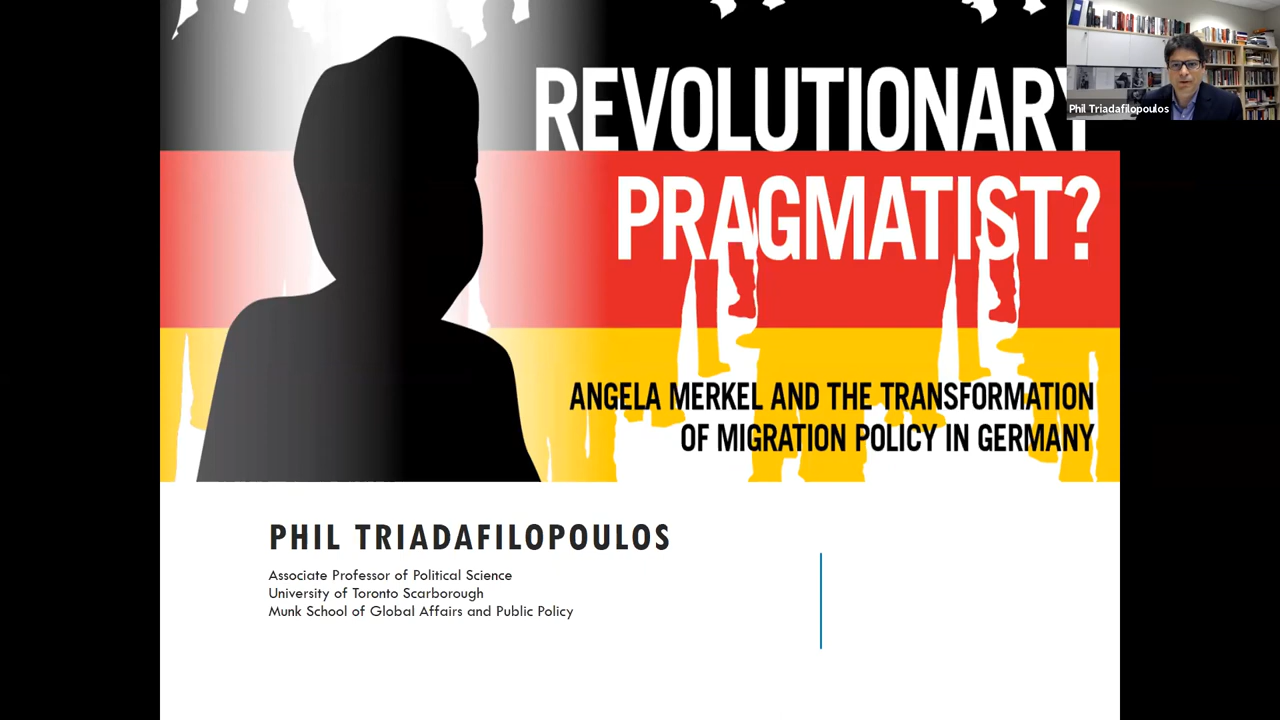 REVOLUTIONARY
PRAGMATIST?
ANGELA MERKEL AND THE TRANSFORMATION
OF MIGRATION POLICY IN GERMANY
Phil Triadafilopoulos
PHIL TRIADAFILOPOULOS
Associate Professor of Political Science
University of Toronto Scarborough
Munk School of Global Affairs and Public Policy